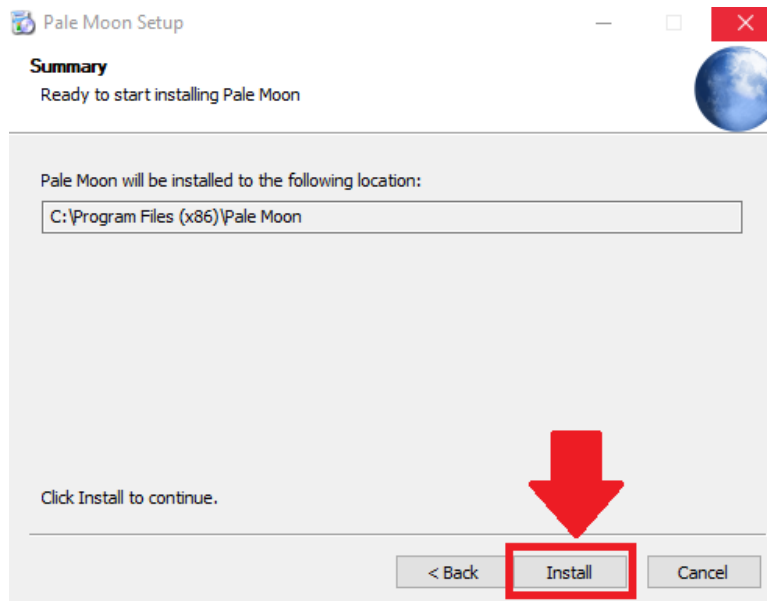 Pale Moon Setup
Summary
Ready to start installing Pale Moon
Pale Moon will be installed to the following location:
C:\Program Files (x86)\Pale Moon
Click Install to continue.
< Back Install Cancel